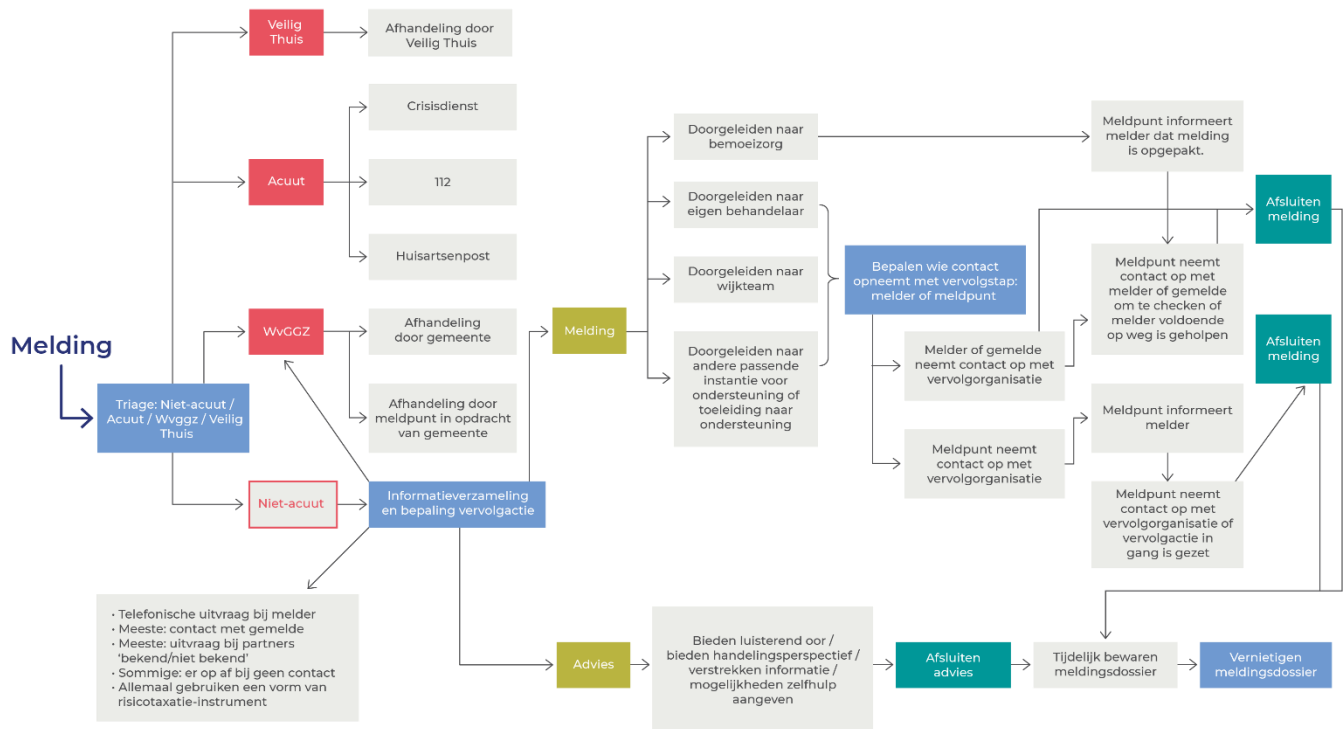 Melding
Triage: Niet-acuut /
Acuut / Wvggz / Veilig
Thuis
Veilig
Thuis
Afhandeling door
Veilig Thuis
Acuut
Crisisdienst
112
Huisartsenpost
WvGGZ
Afhandeling
door gemeente
Afhandeling door
meldpunt in opdracht
van gemeente
Niet-acuut
Informatieverzameling
en bepaling vervolgactie
• Telefonische uitvraag bij melder
• Meeste: contact met gemelde
• Meeste: uitvraag bij partners
‘bekend/niet bekend’
• Sommige: er op af bij geen contact
• Allemaal gebruiken een vorm van
risicotaxatie-instrument
Melding
Doorgeleiden naar
bemoeizorg
Doorgeleiden naar
eigen behandelaar
Doorgeleiden naar
wijkteam
Doorgeleiden naar
andere passende
instantie voor
ondersteuning of
toeleiding naar
ondersteuning
Bepalen wie contact
opneemt met vervolgstap:
melder of meldpunt
Melder of gemelde
neemt contact op met
vervolgorganisatie
Meldpunt neemt
contact op met
vervolgorganisatie
Meldpunt informeert
melder dat melding
is opgepakt.
Meldpunt neemt
contact op met
melder of gemelde
om te checken of
melder voldoende
op weg is geholpen
Meldpunt informeert
melder
Meldpunt neemt
contact op met
vervolgorganisatie of
vervolgactie in
gang is gezet
Afsluiten
melding
Afsluiten
melding
Advies
Bieden luisterend oor /
bieden handelingsperspectief /
verstrekken informatie /
mogelijkheden zelfhulp
aangeven
Afsluiten
advies
Tijdelijk bewaren
meldingsdossier
Vernietigen
meldingsdossier